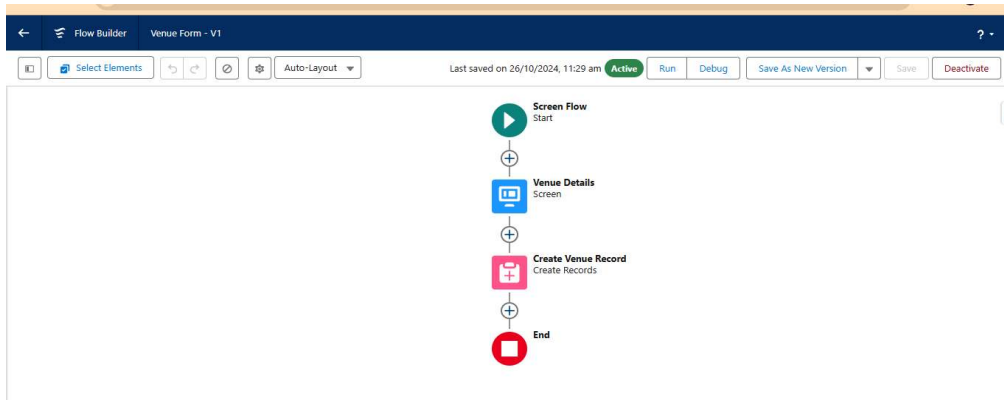 Flow Builder Venue Form - V1 ?
Select Elements Auto-Layout Last saved on 26/10/2024, 11:29 am Active Run Debug Save As New Version Save Deactivate
Screen Flow
Start
Venue Details
Screen
Create Venue Record
Create Records
End